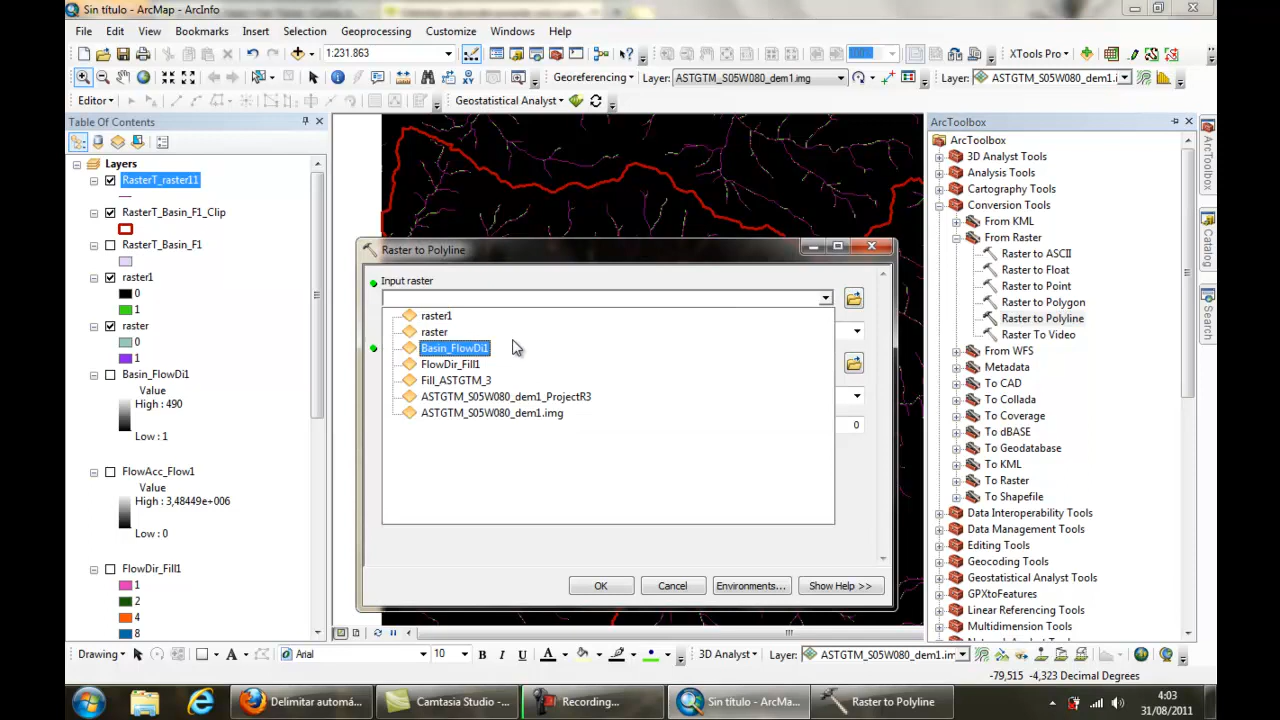 Sin título - ArcMap - ArcInfo
File Edit View Bookmarks Insert Selection Geoprocessing Customize Windows Help
1:231.863
XTools Pro
Georeferencing Layer: ASTGTM_S05W080_dem1.img
Layer: ASTGTM_S05W080_dem1.i
Editor
Geostatistical Analyst
Table Of Contents
Layers
RasterT_raster11
RasterT_Basin_F1_Clip
RasterT_Basin_F1
raster1
0
1
raster
0
1
Basin_FlowDi1
Value
High : 490
Low : 1
FlowAcc_Flow1
Value
High : 3,48449e+006
Low : 0
FlowDir_Fill1
1
2
4
8
Raster to Polyline
Input raster
raster1
raster
Basin_FlowDi1
FlowDir_Fill1
Fill_ASTGTM_3
ASTGTM_S05W080_dem1_ProjectR3
ASTGTM_S05W080_dem1.img
0
OK Cancel Environments... Show Help >>
ArcToolbox
ArcToolbox
3D Analyst Tools
Analysis Tools
Cartography Tools
Conversion Tools
From KML
From Raster
Raster to ASCII
Raster to Float
Raster to Point
Raster to Polygon
Raster to Polyline
Raster To Video
From WFS
Metadata
To CAD
To Collada
To Coverage
To dBASE
To Geodatabase
To KML
To Raster
To Shapefile
Data Interoperability Tools
Data Management Tools
Editing Tools
Geocoding Tools
Geostatistical Analyst Tools
GPXtoFeatures
Linear Referencing Tools
Multidimension Tools
ArcToolbox
Catalog
Search
Drawing Arial 10 B I U A
3D Analyst Layer: ASTGTM_S05W080_dem1.im
-79,515 -4,323 Decimal Degrees
Delimitar automá...
Camtasia Studio -...
Recording...
Sin título - ArcMa...
Raster to Polyline
4:03
31/08/2011